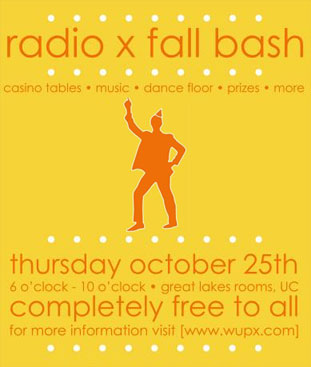 radio x fall bash
casino tables • music • dance floor • prizes • more
thursday october 25th
6 o'clock - 10 o'clock • great lakes rooms, UC
completely free to all
for more information visit [www.wupx.com]